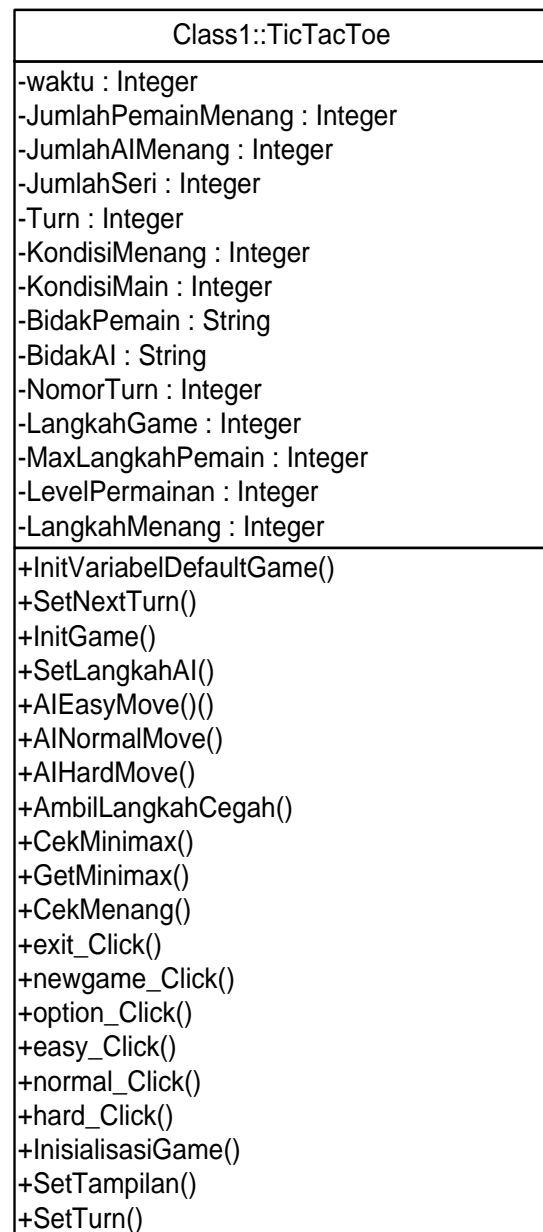 Class1::TicTacToe
-waktu : Integer
-JumlahPemainMenang : Integer
-JumlahAIMenang : Integer
-JumlahSeri : Integer
-Turn : Integer
-KondisiMenang : Integer
-KondisiMain : Integer
-BidakPemain : String
-BidakAI : String
-NomorTurn : Integer
-LangkahGame : Integer
-MaxLangkahPemain : Integer
-LevelPermainan : Integer
-LangkahMenang : Integer
+InitVariabelDefaultGame()
+SetNextTurn()
+InitGame()
+SetLangkahAI()
+AIEasyMove()()
+AINormalMove()
+AIHardMove()
+AmbilLangkahCegah()
+CekMinimax()
+GetMinimax()
+CekMenang()
+exit_Click()
+newgame_Click()
+option_Click()
+easy_Click()
+normal_Click()
+hard_Click()
+InisialisasiGame()
+SetTampilan()
+SetTurn()